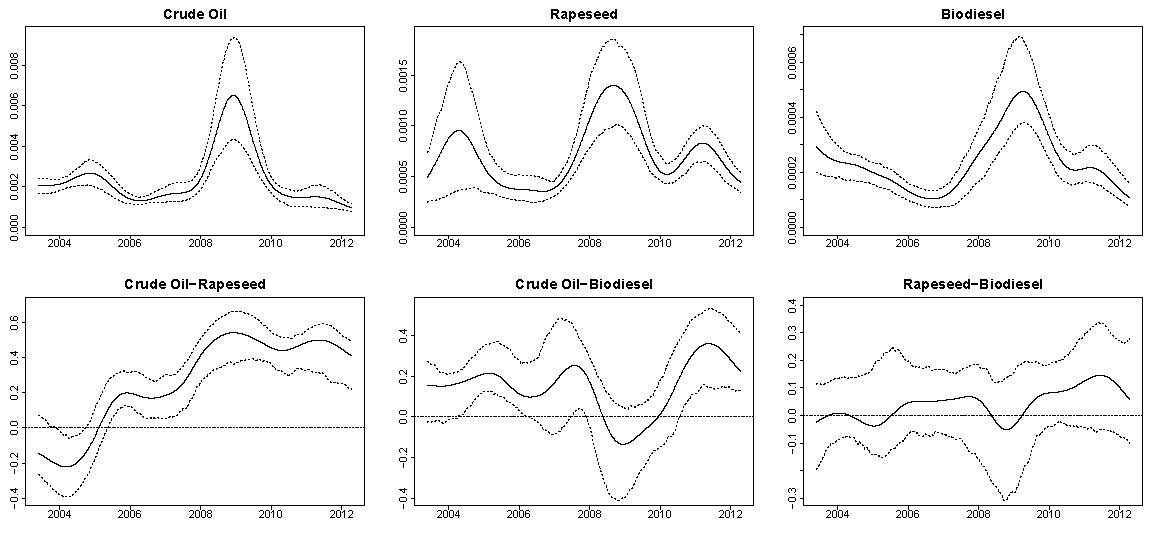 Crude Oil
0.008
0.006
0.004
0.002
0.000
2004 2006 2008 2010 2012
Rapeseed
0.0015
0.0010
0.0005
0.0000
2004 2006 2008 2010 2012
Biodiesel
0.0006
0.0004
0.0002
0.0000
2004 2006 2008 2010 2012
Crude Oil−Rapeseed
0.6
0.4
0.2
0.0
−0.2
−0.4
2004 2006 2008 2010 2012
Crude Oil−Biodiesel
0.4
0.2
0.0
−0.2
−0.4
2004 2006 2008 2010 2012
Rapeseed−Biodiesel
0.4
0.3
0.2
0.1
0.0
−0.1
−0.3
2004 2006 2008 2010 2012